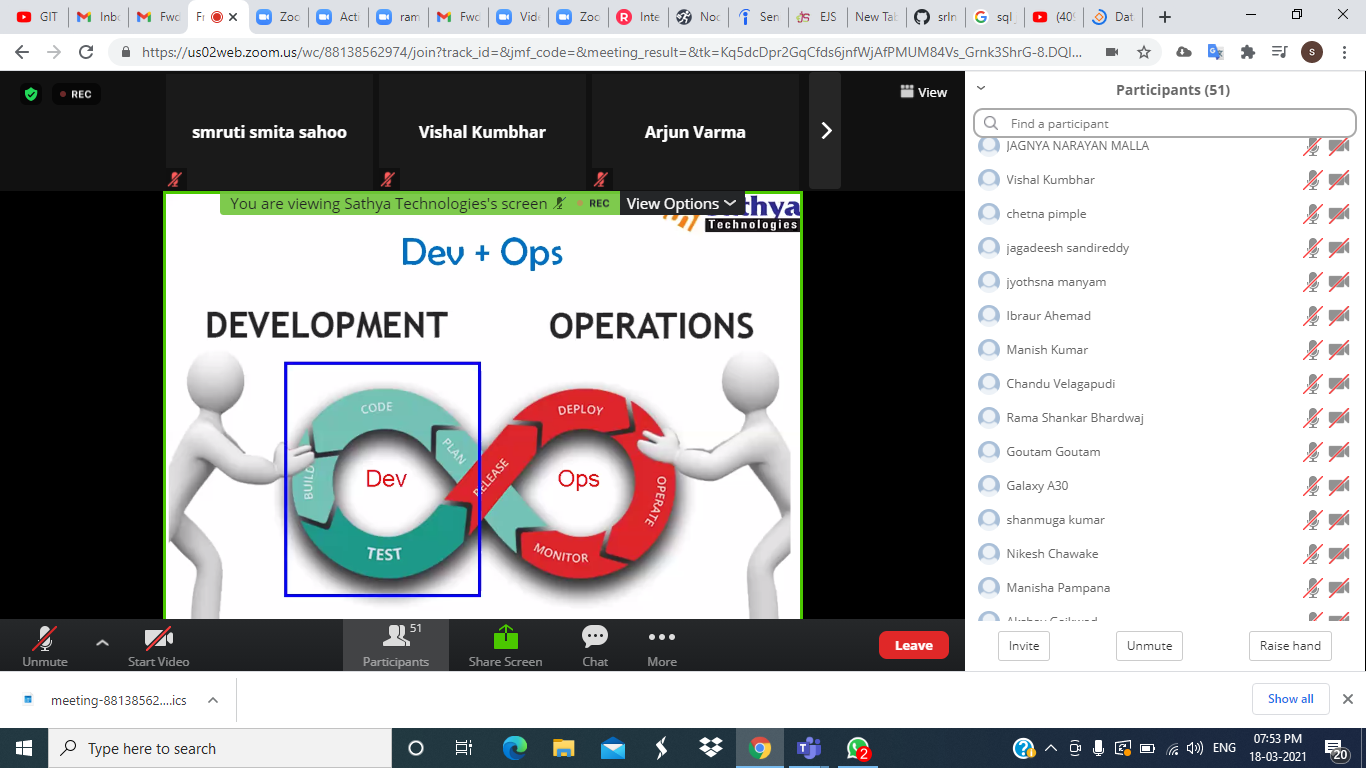 GIT
Inbo
Fwd
Fr
Zoo
Acti
ram
Fwd
Vide
Zoo
Inte
Noc
Sen
EJS
New Tab
srIn
sql j
(409
Dat
https://us02web.zoom.us/wc/88138562974/join?track_id=&jmf_code=&meeting_result=&tk=Kq5dcDpr2GqCfds6jnfWjAfPMUM84Vs_Grnk3ShrG-8.DQI...
S
REC
View
smruti smita sahoo
Vishal Kumbhar
Arjun Varma
You are viewing Sathya Technologies's screen
REC
View Options
Technologies
Dev + Ops
DEVELOPMENT
OPERATIONS
CODE
PLAN
BUILD
TEST
Dev
RELEASE
DEPLOY
OPERATE
MONITOR
Ops
Unmute
Start Video
51
Participants
Share Screen
Chat
More
Leave
Participants (51)
Find a participant
JAGNYA NARAYAN MALLA
Vishal Kumbhar
chetna pimple
jagadeesh sandireddy
jyothsna manyam
Ibraur Ahemad
Manish Kumar
Chandu Velagapudi
Rama Shankar Bhardwaj
Goutam Goutam
Galaxy A30
shanmuga kumar
Nikesh Chawake
Manisha Pampana
Invite
Unmute
Raise hand
meeting-88138562....ics
Show all
Type here to search
2
ENG
07:53 PM
18-03-2021
20